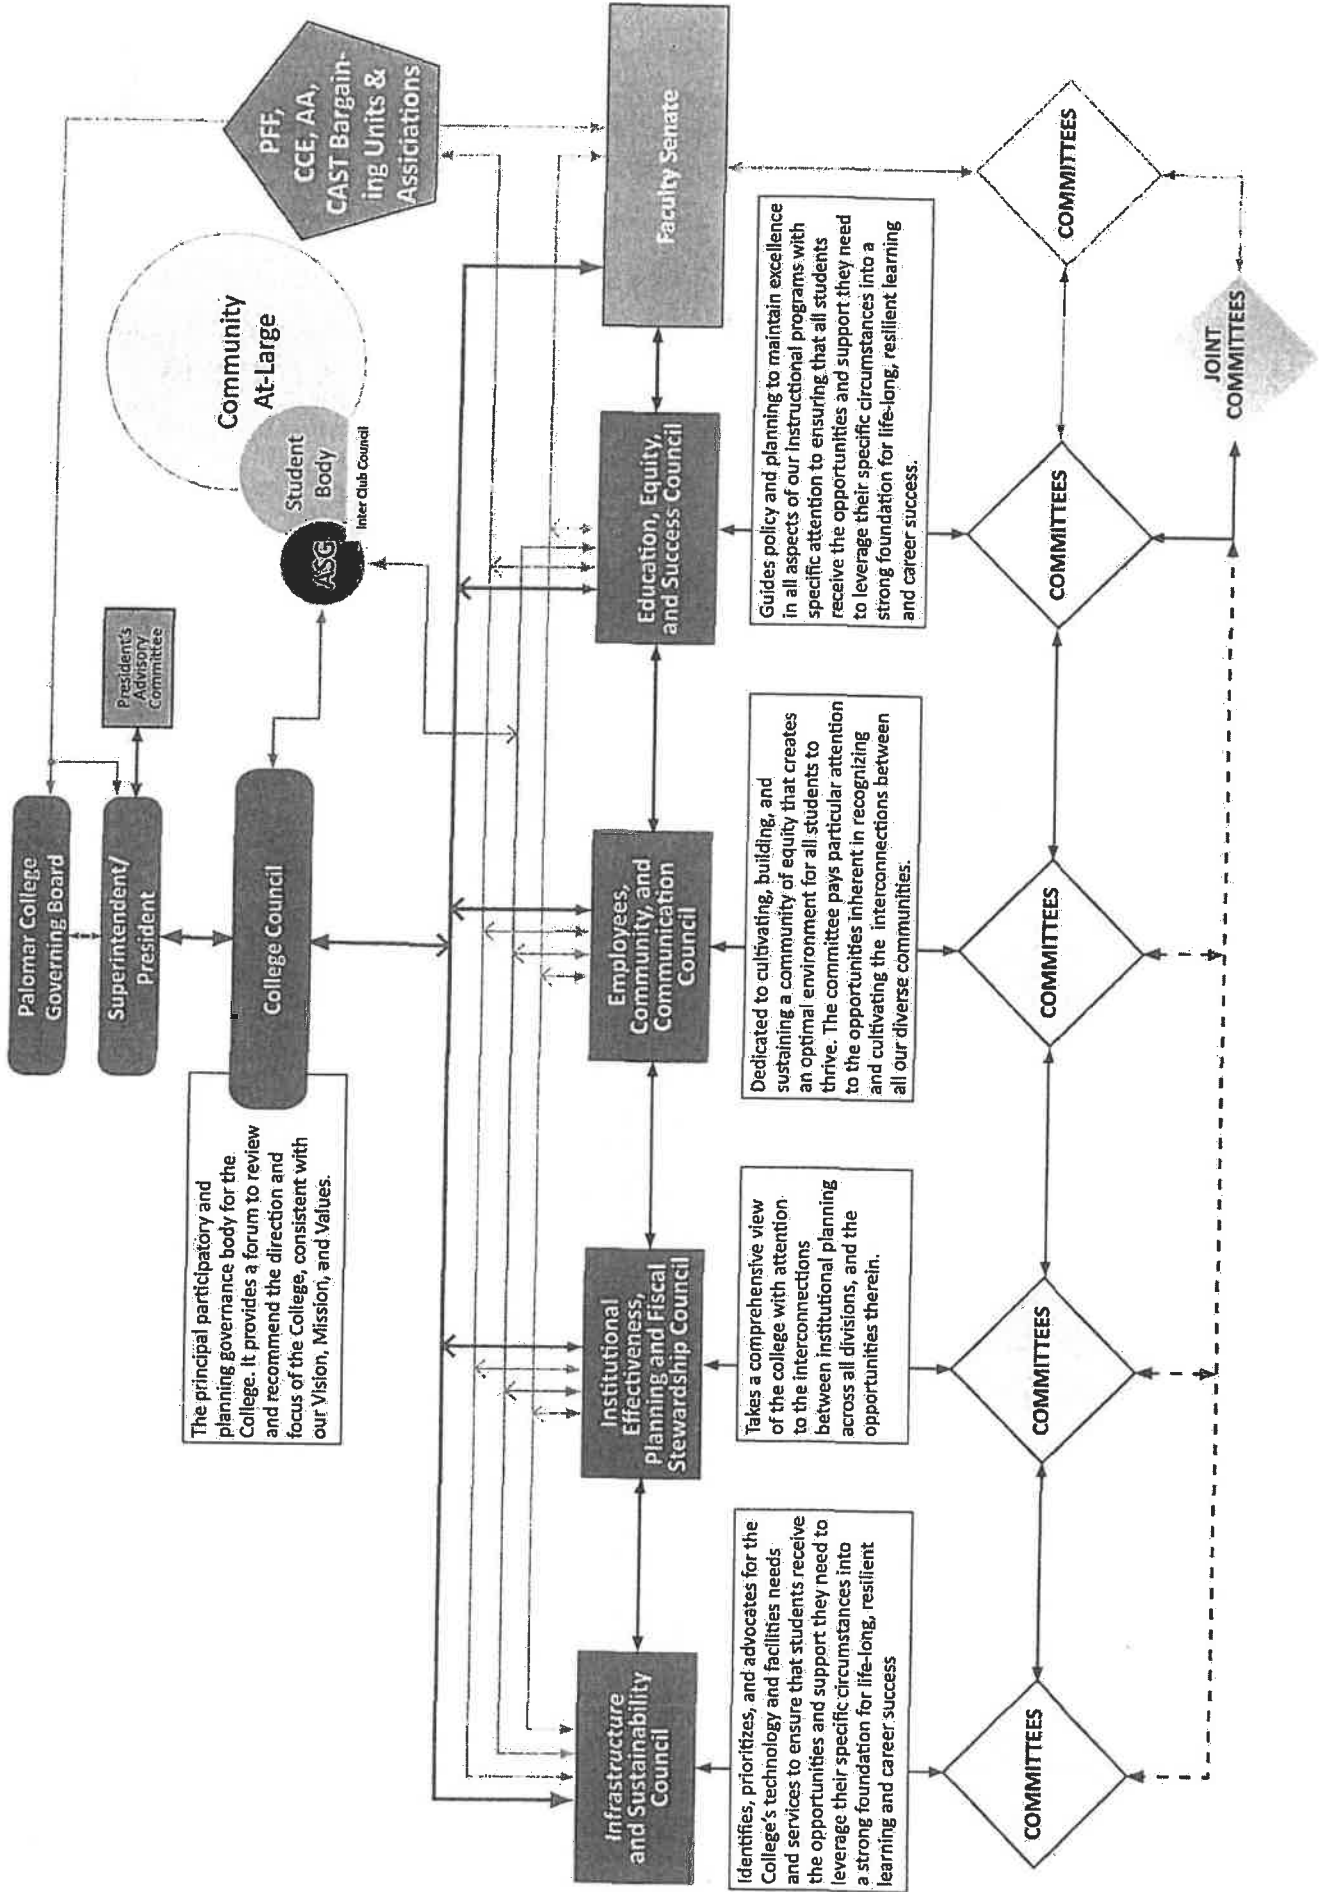 Palomar College
Governing Board
Superintendent/
President
President's
Advisory
Committee
College Council
The principal participatory and
planning governance body for the
College. It provides a forum to review
and recommend the direction and
focus of the College, consistent with
our Vision, Mission, and Values.
ASG
Student
Body
Inter Club Council
Community
At-Large
PFF,
CCE, AA,
CAST Bargain-
ing Units &
Assiciations
Infrastructure
and Sustainability
Council
Institutional
Effectiveness,
Planning and Fiscal
Stewardship Council
Employees,
Community, and
Communication
Council
Education, Equity,
and Success Council
Faculty Senate
Identifies, prioritizes, and advocates for the
College's technology and facilities needs
and services to ensure that students receive
the opportunities and support they need to
leverage their specific circumstances into
a strong foundation for life-long, resilient
learning and career success
Takes a comprehensive view
of the college with attention
to the interconnections
between institutional planning
across all divisions, and the
opportunities therein.
Dedicated to cultivating, building, and
sustaining a community of equity that creates
an optimal environment for all students to
thrive. The committee pays particular attention
to the opportunities inherent in recognizing
and cultivating the interconnections between
all our diverse communities.
Guides policy and planning to maintain excellence
in all aspects of our instructional programs with
specific attention to ensuring that all students
receive the opportunities and support they need
to leverage their specific circumstances into a
strong foundation for life-long, resilient learning
and career success.
COMMITTEES
COMMITTEES
COMMITTEES
COMMITTEES
COMMITTEES
JOINT
COMMITTEES